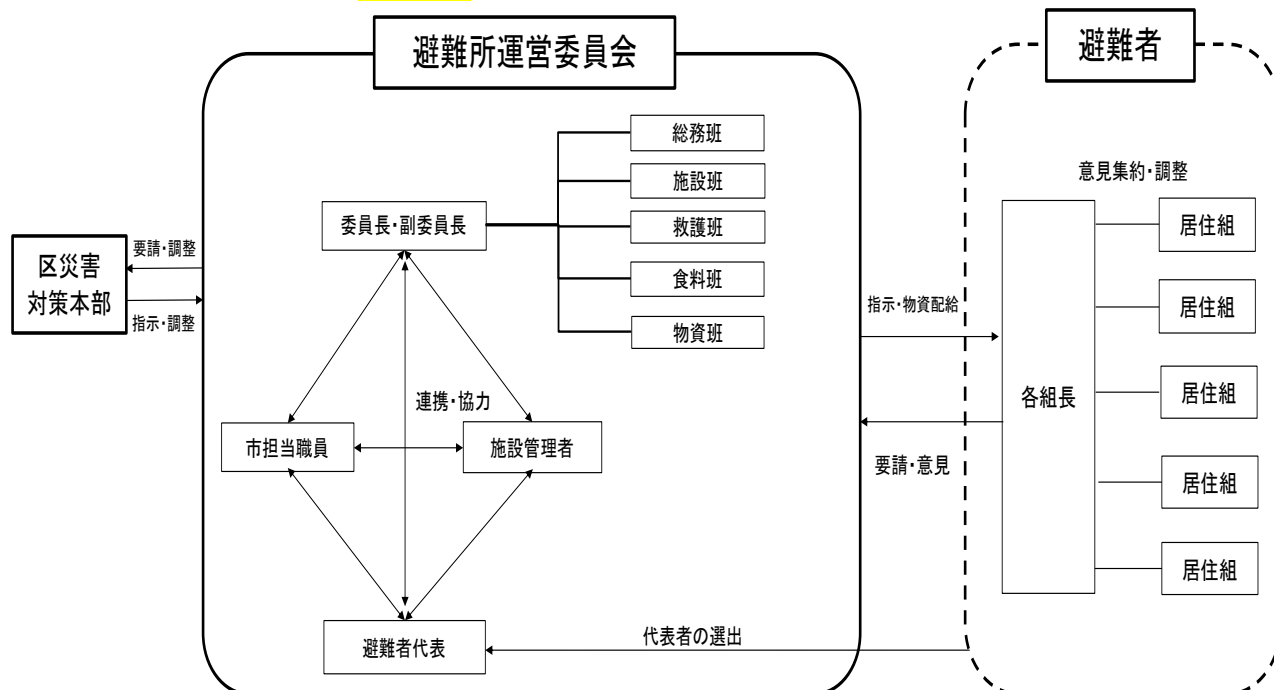 避難所運営委員会
避難者
総務班
施設班
救護班
食料班
物資班
委員長・副委員長
区災害
対策本部
要請・調整
指示・調整
市担当職員
連携・協力
施設管理者
避難者代表
代表者の選出
指示・物資配給
要請・意見
意見集約・調整
各組長
居住組
居住組
居住組
居住組
居住組